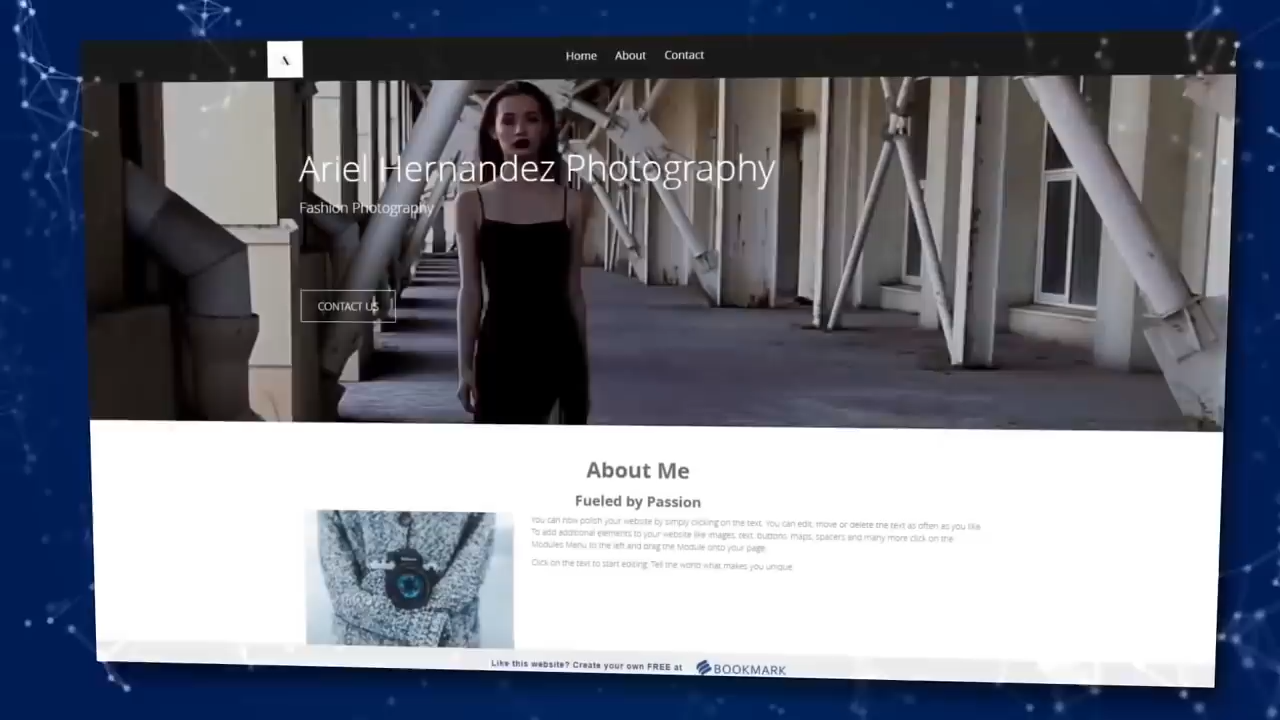 A
Home About Contact
Ariel Hernandez Photography
Fashion Photography
CONTACT US
About Me
Fueled by Passion
You can now polish your website by simply clicking on the text. You can edit, move or delete the text as often as you like.
To add additional elements to your website like images, text, buttons, maps, spacers and many more click on the
Modules Menu to the left and drag the Module onto your page.
Click on the text to start editing. Tell the world what makes you unique.
Like this website? Create your own FREE at BOOKMARK